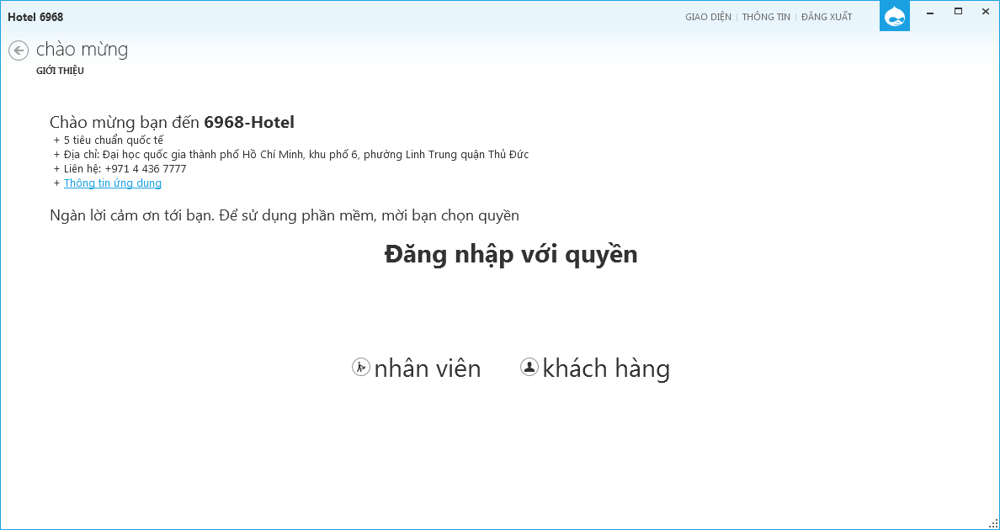 Hotel 6968
GIAO DIỆN | THÔNG TIN | ĐĂNG XUẤT
chào mừng
GIỚI THIỆU
Chào mừng bạn đến 6968-Hotel
+ 5 tiêu chuẩn quốc tế
+ Địa chỉ: Đại học quốc gia thành phố Hồ Chí Minh, khu phố 6, phường Linh Trung quận Thủ Đức
+ Liên hệ: +971 4 436 7777
+ Thông tin ứng dung
Ngàn lời cảm ơn tới bạn. Để sử dụng phần mềm, mời bạn chọn quyền
Đăng nhập với quyền
nhân viên
khách hàng